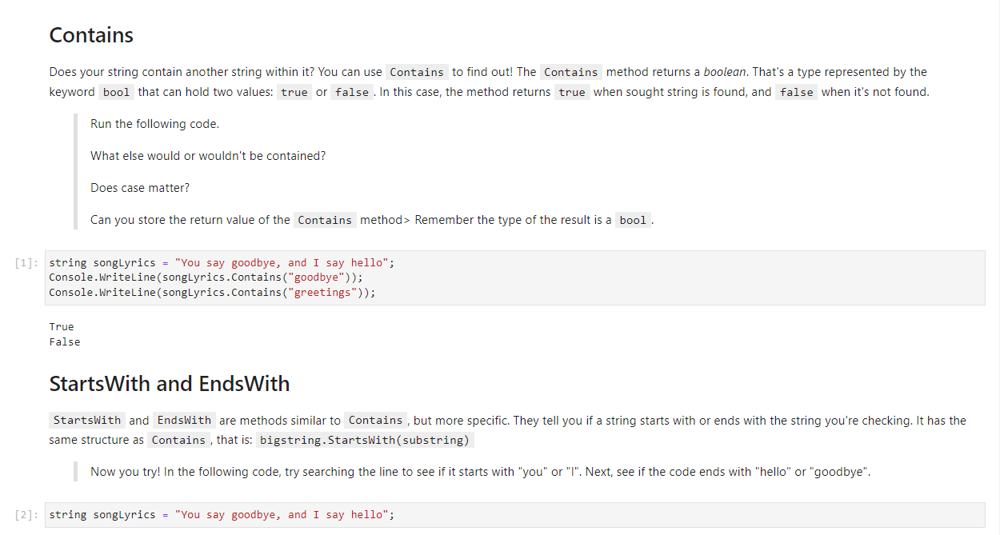 Contains
Does your string contain another string within it? You can use Contains to find out! The Contains method returns a boolean. That's a type represented by the
keyword bool that can hold two values: true or false . In this case, the method returns true when sought string is found, and false when it's not found.
Run the following code.
What else would or wouldn't be contained?
Does case matter?
Can you store the return value of the Contains method> Remember the type of the result is a bool .
[1]: string songLyrics = "You say goodbye, and I say hello";
Console.WriteLine(songLyrics.Contains("goodbye"));
Console.WriteLine(songLyrics.Contains("greetings"));
True
False
StartsWith and EndsWith
StartsWith and EndsWith are methods similar to Contains , but more specific. They tell you if a string starts with or ends with the string you're checking. It has the
same structure as Contains , that is: bigstring.StartsWith(substring)
Now you try! In the following code, try searching the line to see if it starts with "you" or "I". Next, see if the code ends with "hello" or "goodbye".
[2]: string songLyrics = "You say goodbye, and I say hello";